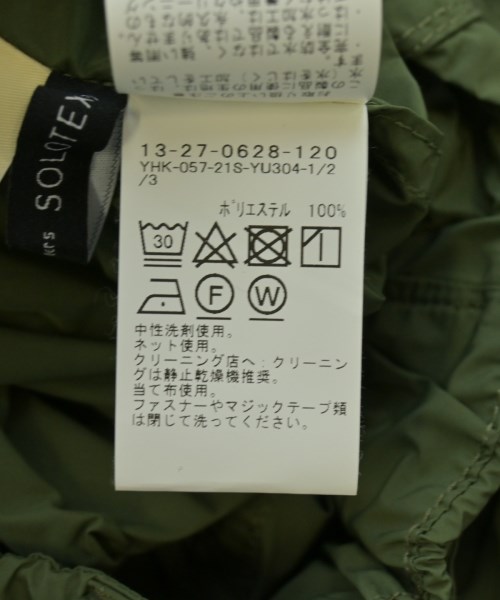 13-27-0628-120
YHK-057-21S-YU304-1/2
/3
ポリエステル 100%
30
F
W
中性洗剤使用。
ネット使用。
クリーニング店へ:クリーニン
グは静止乾燥機推奨。
当て布使用。
ファスナーやマジックテープ類
は閉じて洗ってください。
SOLOTEX